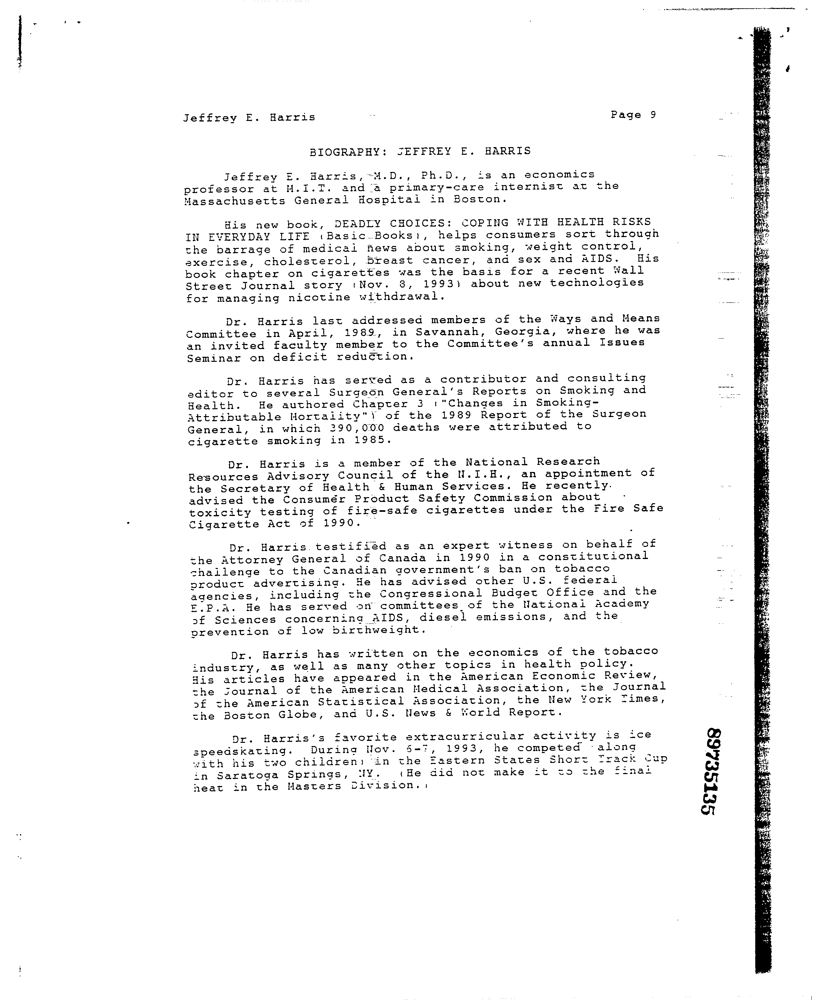 Jeffrey E. Harris
Page 9
BIOGRAPHY: JEFFREY E. HARRIS
Jeffrey E. Harris, M.D., Ph.D., is an economics
professor at M.I.T. and a primary-care internist at the
Massachusetts General Hospital in Boston.
His new book, DEADLY CHOICES: COPING WITH HEALTH RISKS
IN EVERYDAY LIFE (Basic Books), helps consumers sort through
the barrage of medical news about smoking, weight control,
exercise, cholesterol, breast cancer, and sex and AIDS. His
book chapter on cigarettes was the basis for a recent Wall
Street Journal story (Nov. 8, 1993) about new technologies
for managing nicotine withdrawal.
Dr. Harris last addressed members of the Ways and Means
Committee in April, 1989, in Savannah, Georgia, where he was
an invited faculty member to the Committee's annual Issues
Seminar on deficit reduction.
Dr. Harris has served as a contributor and consulting
editor to several Surgeon General's Reports on Smoking and
Health. He authored Chapter 3 ("Changes in Smoking-
Attributable Mortality") of the 1989 Report of the Surgeon
General, in which 390,000 deaths were attributed to
cigarette smoking in 1985.
Dr. Harris is a member of the National Research
Resources Advisory Council of the N.I.H., an appointment of
the Secretary of Health & Human Services. He recently
advised the Consumer Product Safety Commission about
toxicity testing of fire-safe cigarettes under the Fire Safe
Cigarette Act of 1990.
Dr. Harris testified as an expert witness on behalf of
the Attorney General of Canada in 1990 in a constitutional
challenge to the Canadian government's ban on tobacco
product advertising. He has advised other U.S. federal
agencies, including the Congressional Budget Office and the
E.P.A. He has served on committees of the National Academy
of Sciences concerning AIDS, diesel emissions, and the
prevention of low birthweight.
Dr. Harris has written on the economics of the tobacco
industry, as well as many other topics in health policy.
His articles have appeared in the American Economic Review,
the Journal of the American Medical Association, the Journal
of the American Statistical Association, the New York Times,
the Boston Globe, and U.S. News & World Report.
Dr. Harris's favorite extracurricular activity is ice
speedskating. During Nov. 6-7, 1993, he competed (along
with his two children) in the Eastern States Short Track Cup
in Saratoga Springs, NY. (He did not make it to the final
heat in the Masters Division.)
89735135